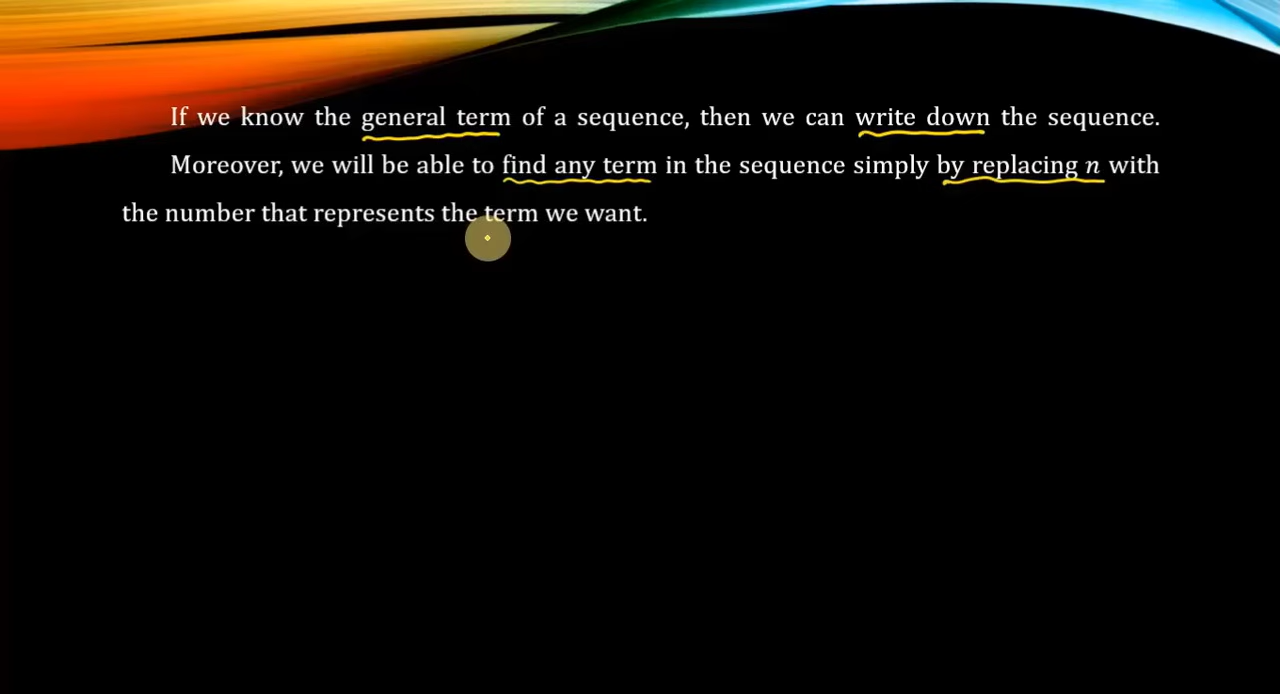 If we know the general term of a sequence, then we can write down the sequence.
Moreover, we will be able to find any term in the sequence simply by replacing n with
the number that represents the term we want.